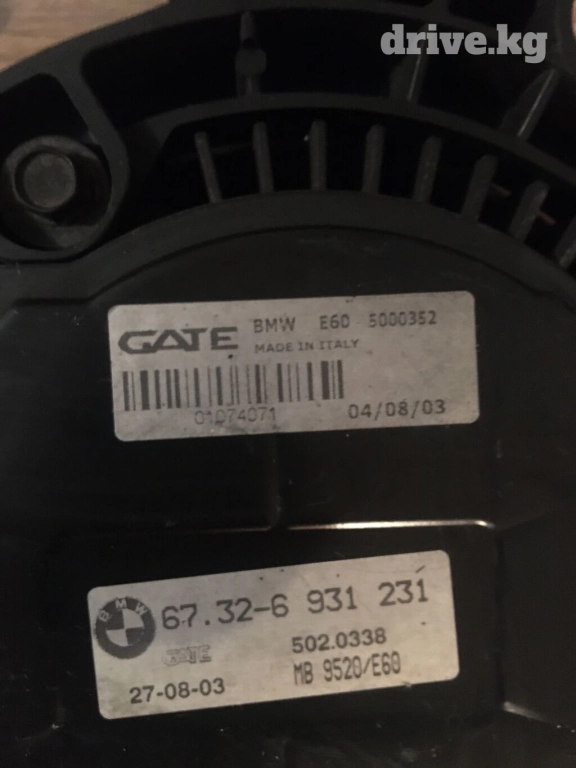 drive.kg
GATE BMW E60 5000352
MADE IN ITALY
01074071 04/08/03
BMW 67.32-6 931 231
GATE 502.0338
27-08-03 MB 9520/E60